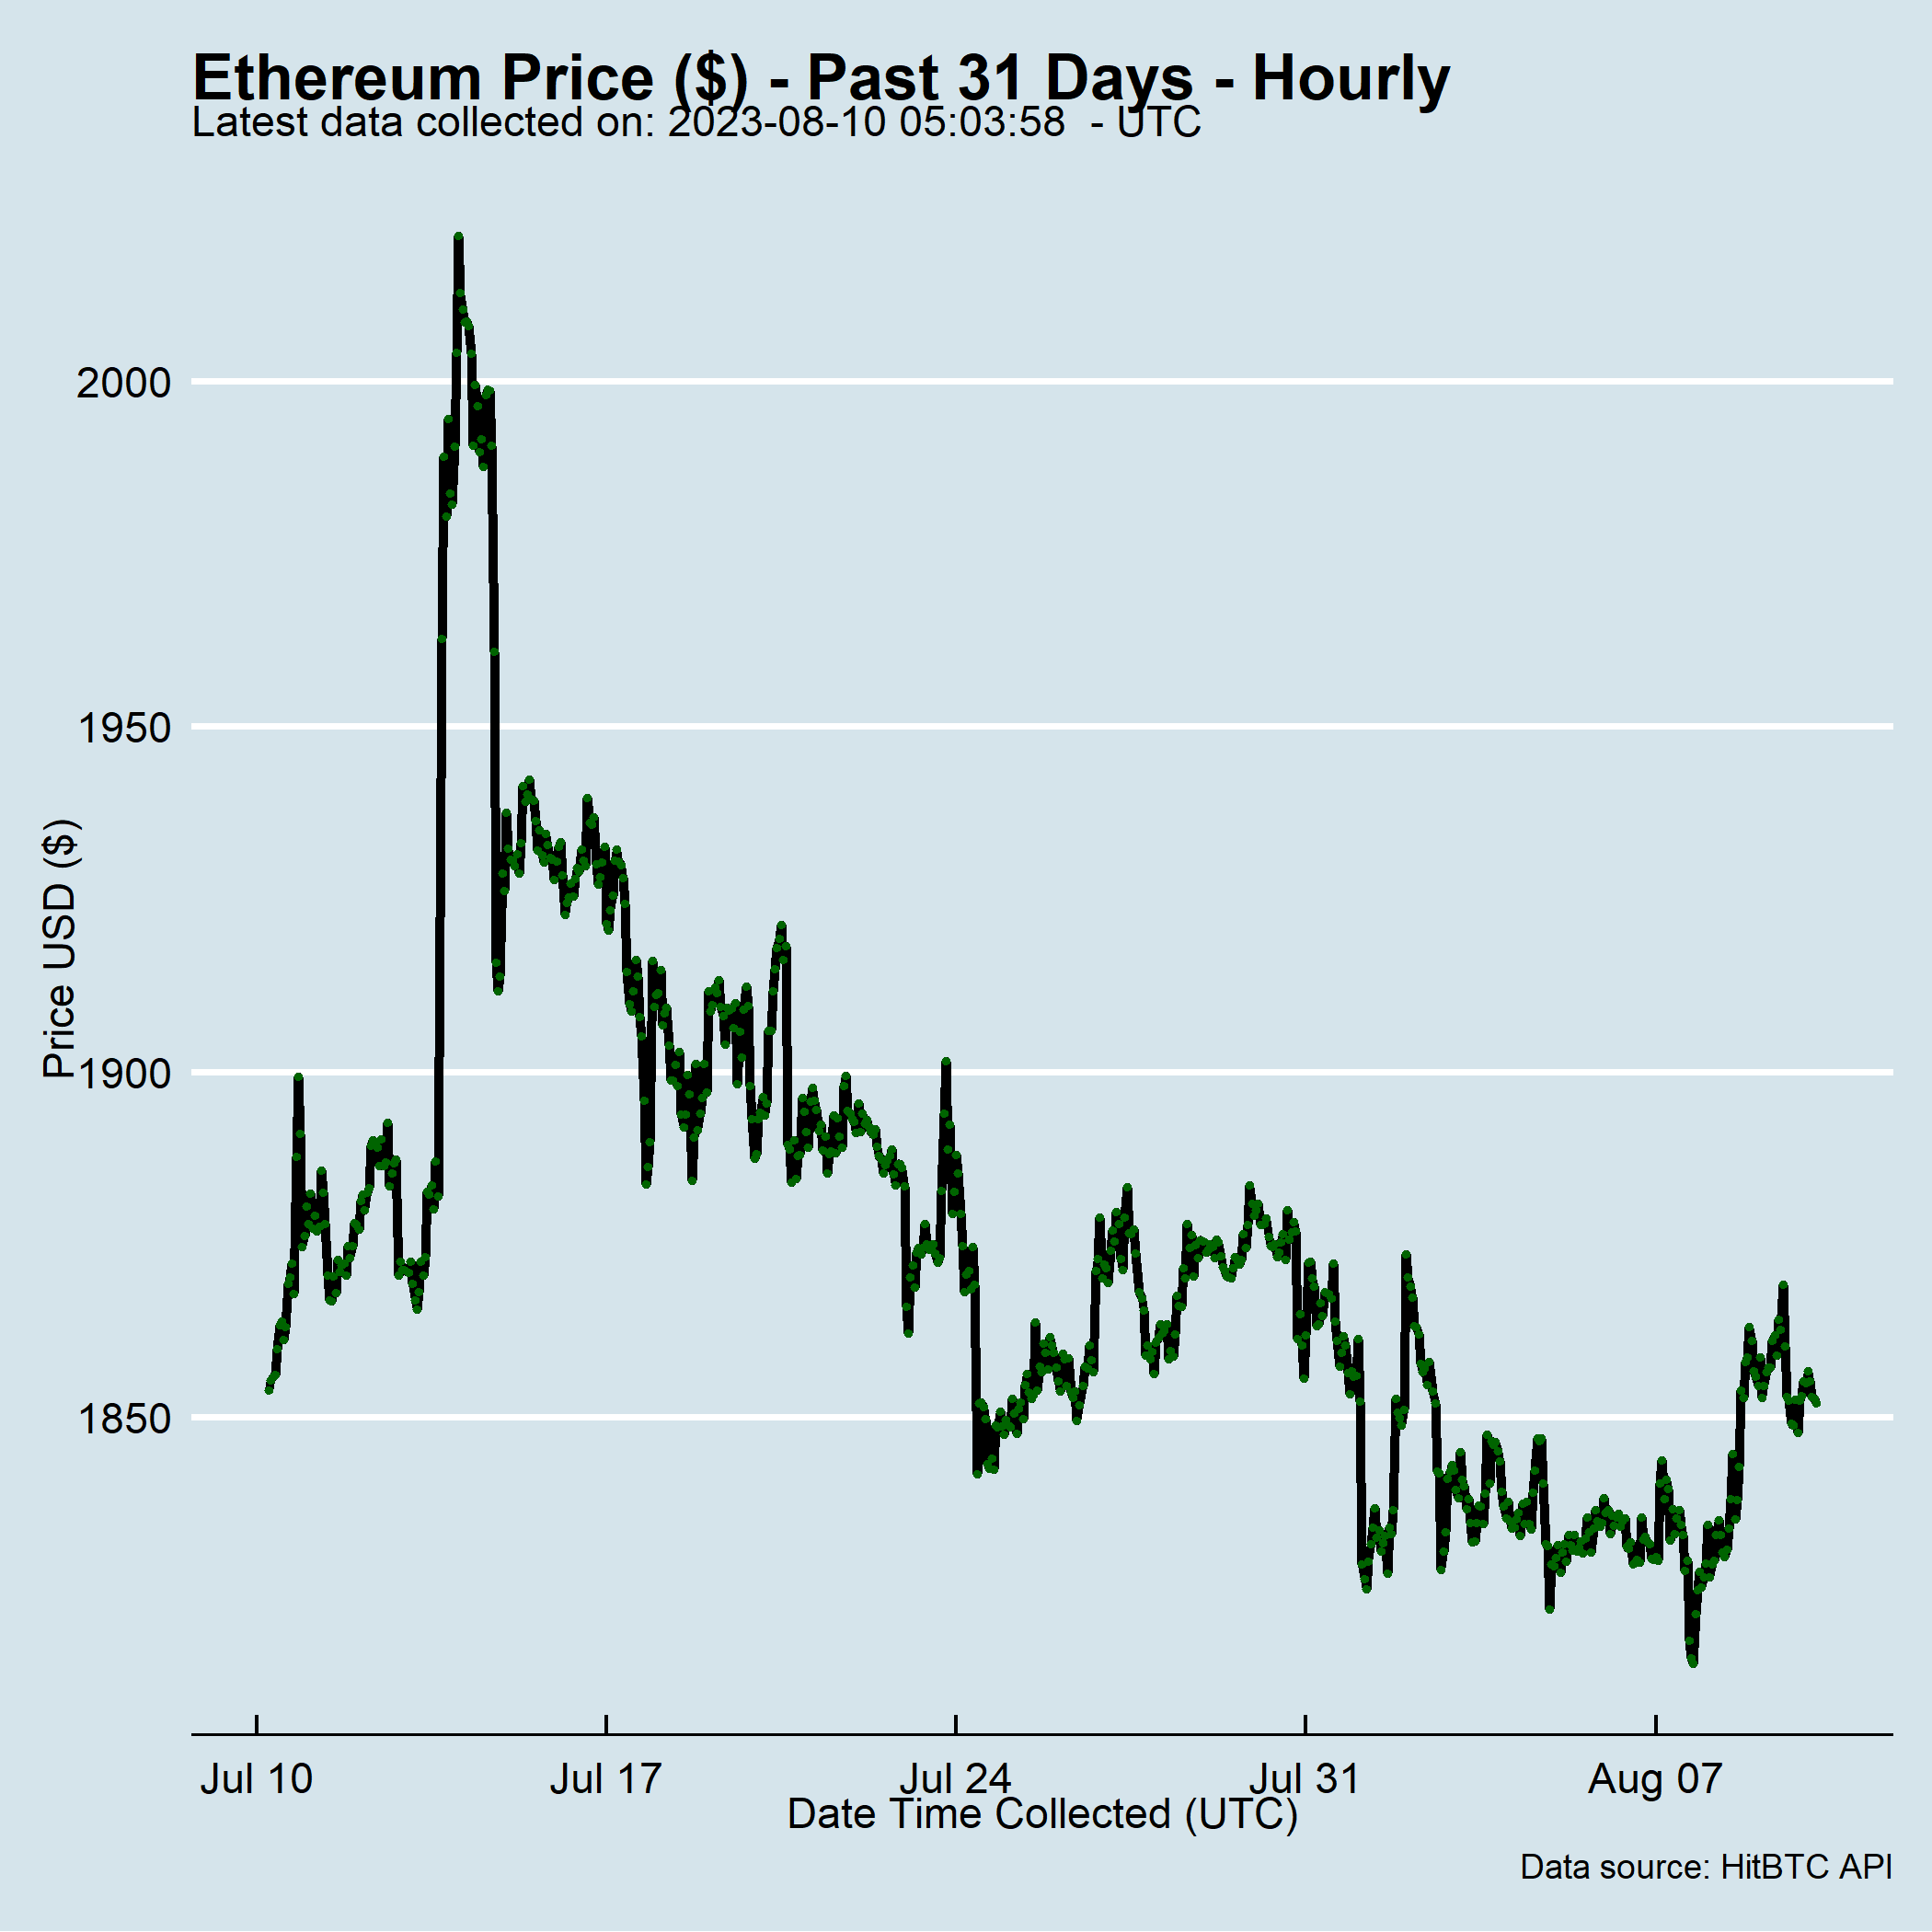 Ethereum Price ($) - Past 31 Days - Hourly
Latest data collected on: 2023-08-10 05:03:58  - UTC
2000
1950
1900
1850
Price USD ($)
Jul 10
Jul 17
Jul 24
Jul 31
Aug 07
Date Time Collected (UTC)
Data source: HitBTC API